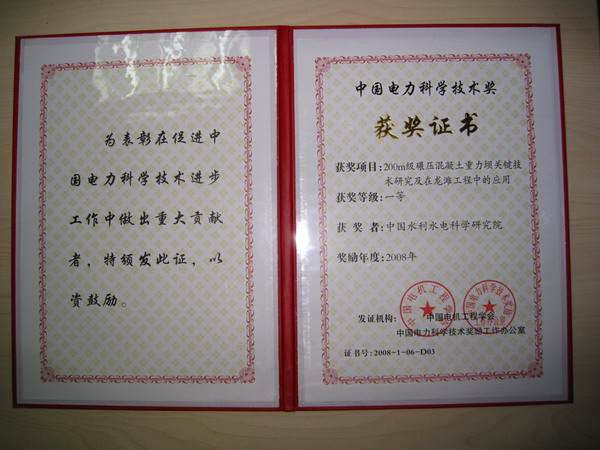 为表彰在促进中
国电力科学技术进步
工作中做出重大贡献
者，特颁发此证，以
资鼓励。
中国电力科学技术奖
获奖证书
获奖项目：200m级碾压混凝土重力坝关键技
术研究及在龙滩工程中的应用
获奖等级：一等
获奖者：中国水利水电科学研究院
奖励年度：2008年
发证机构：中国电机工程学会
中国电力科学技术奖励工作办公室
证书号：2008-1-06-D03